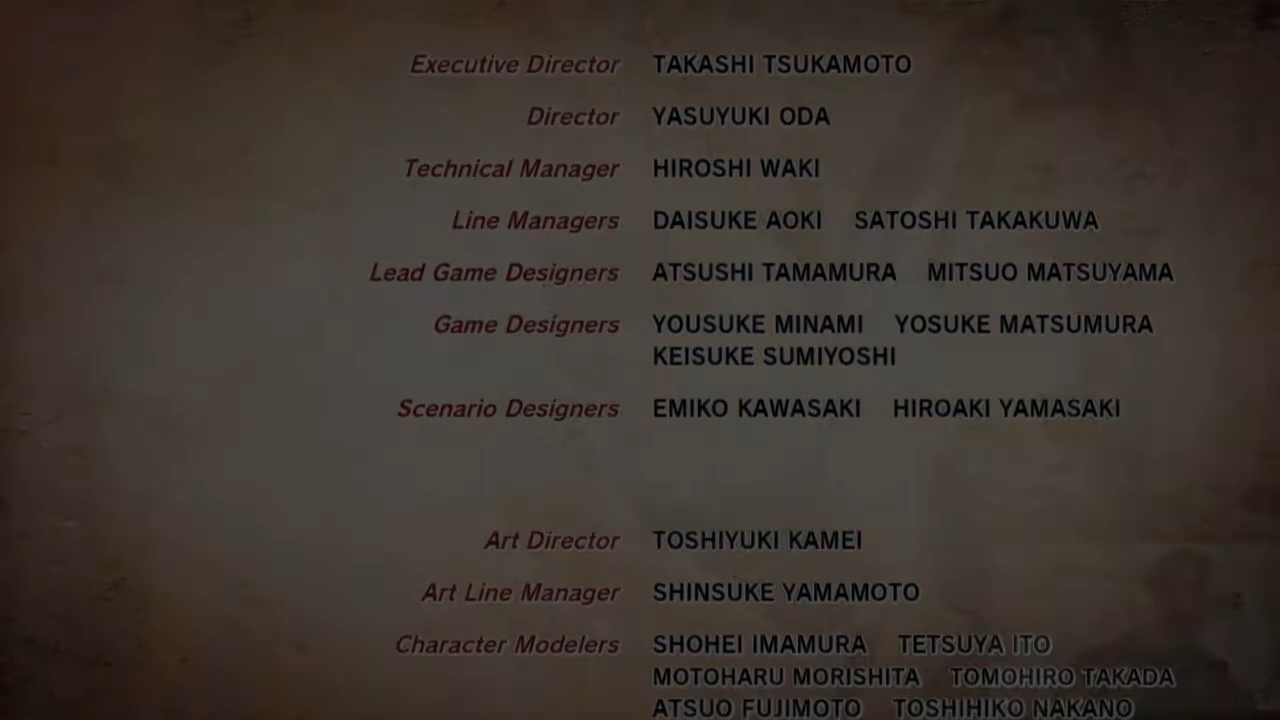 Executive Director TAKASHI TSUKAMOTO
Director YASUYUKI ODA
Technical Manager HIROSHI WAKI
Line Managers DAISUKE AOKI SATOSHI TAKAKUWA
Lead Game Designers ATSUSHI TAMAMURA MITSUO MATSUYAMA
Game Designers YOUSUKE MINAMI YOSUKE MATSUMURA
KEISUKE SUMIYOSHI
Scenario Designers EMIKO KAWASAKI HIROAKI YAMASAKI
Art Director TOSHIYUKI KAMEI
Art Line Manager SHINSUKE YAMAMOTO
Character Modelers SHOHEI IMAMURA TETSUYA ITO
MOTOHARU MORISHITA TOMOHIRO TAKADA
ATSUO FUJIMOTO TOSHIHIKO NAKANO